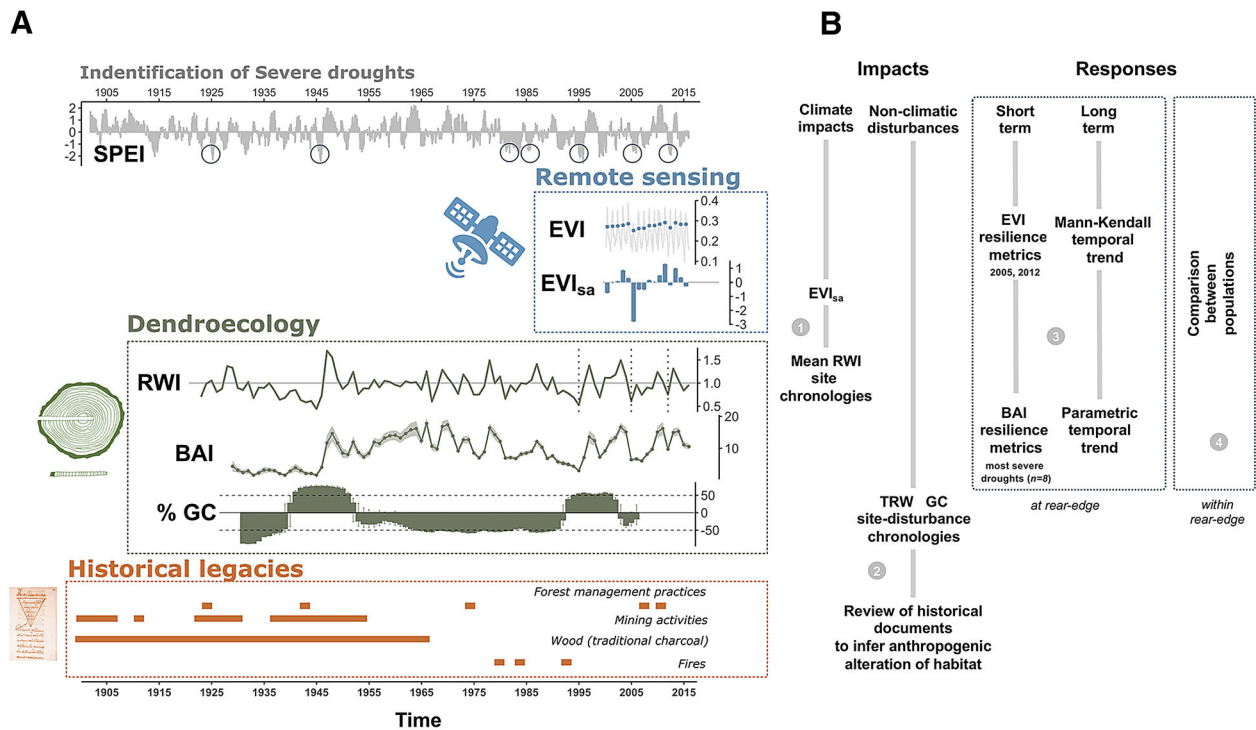 A
Indentification of Severe droughts
1905 1925 1945 1965 1985 2005 2015
2
1
0
-1
-2
SPEI
Remote sensing
EVI
0.4
0.3
0.2
0.1
EVIsa
1
0
-1
-2
-3
Dendroecology
RWI
1.5
1.0
0.5
BAI
20
10
% GC
50
0
-50
Historical legacies
Forest management practices
Mining activities
Wood (traditional charcoal)
Fires
1905 1915 1925 1935 1945 1955 1965 1975 1985 1995 2005 2015
Time
B
Impacts
Responses
Climate
impacts
Non-climatic
disturbances
Short
term
Long
term
EVI
resilience
metrics
2005, 2012
Mann-Kendall
temporal
trend
EVIsa
1
Mean RWI
site
chronologies
3
BAI
resilience
metrics
most severe
droughts (n=8)
Parametric
temporal
trend
Comparison
between
populations
4
TRW GC
site-disturbance
chronologies
at rear-edge
within
rear-edge
2
Review of historical
documents
to infer anthropogenic
alteration of habitat